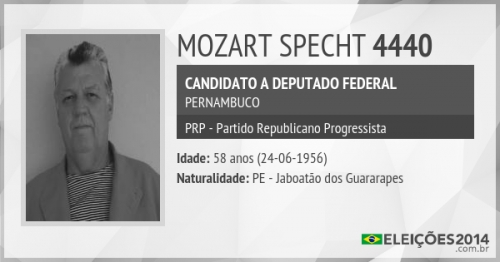 MOZART SPECHT 4440
CANDIDATO A DEPUTADO FEDERAL
PERNAMBUCO
PRP - Partido Republicano Progressista
Idade: 58 anos (24-06-1956)
Naturalidade: PE - Jaboatão dos Guararapes
ELEIÇÕES2014
.com.br